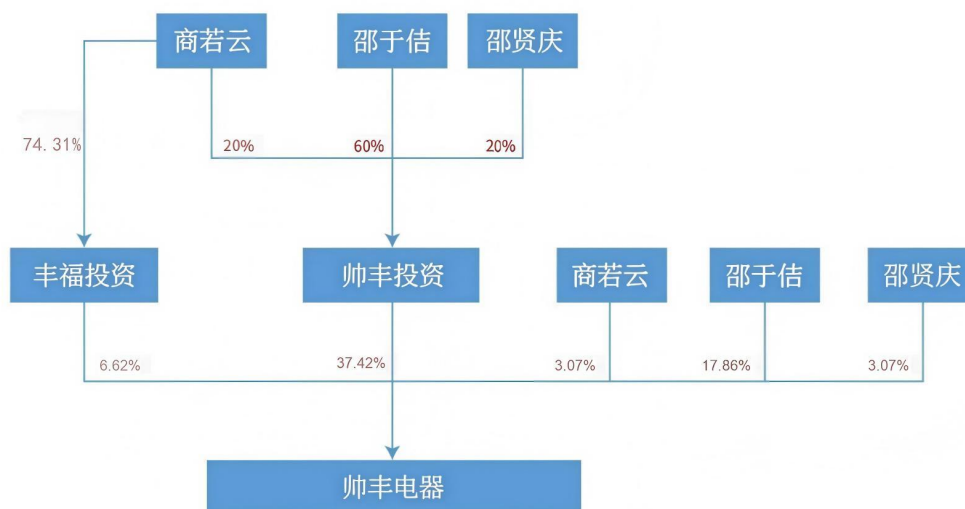 商若云
邵于佶
邵贤庆
74.31%
20%
60%
20%
丰福投资
帅丰投资
商若云
邵于佶
邵贤庆
6.62%
37.42%
3.07%
17.86%
3.07%
帅丰电器